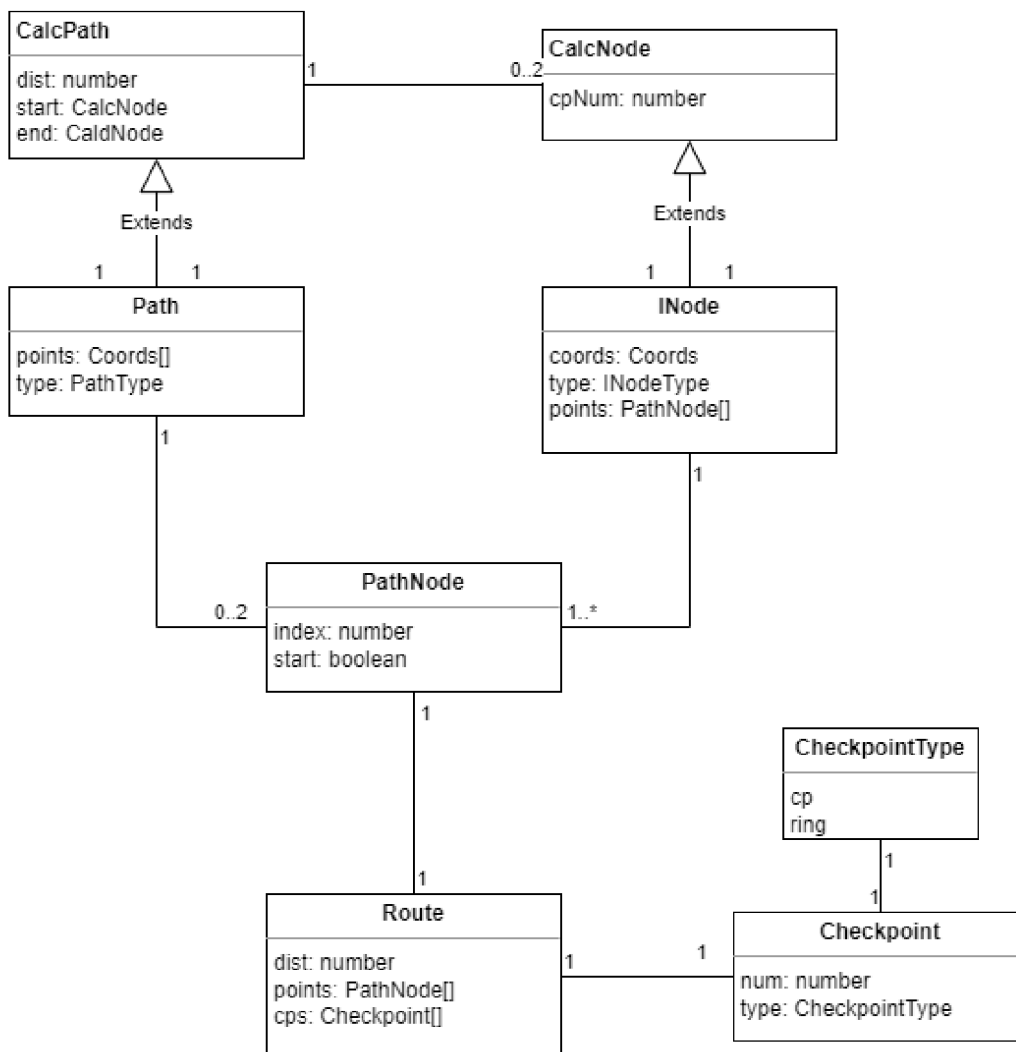 CalcPath
dist: number
start: CalcNode
end: CaldNode
1
0..2
CalcNode
cpNum: number
Extends
Extends
1
1
1
1
Path
points: Coords[]
type: PathType
INode
coords: Coords
type: INodeType
points: PathNode[]
1
1
0..2
1..*
PathNode
index: number
start: boolean
1
1
CheckpointType
cp
ring
1
1
Route
dist: number
points: PathNode[]
cps: Checkpoint[]
1
1
Checkpoint
num: number
type: CheckpointType